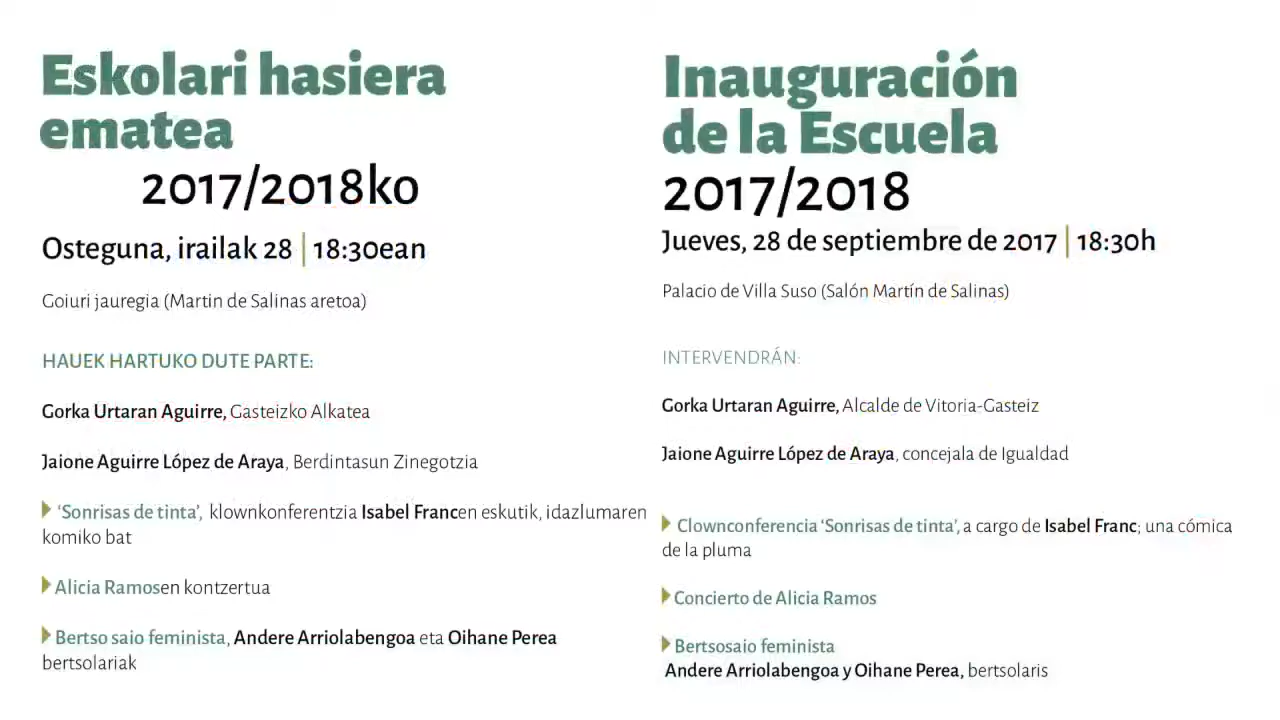 Eskolari hasiera
ematea
2017/2018ko
Osteguna, irailak 28 | 18:30ean
Goiuri jauregia (Martin de Salinas aretoa)
HAUEK HARTUKO DUTE PARTE:
Gorka Urtaran Aguirre, Gasteizko Alkatea
Jaione Aguirre López de Araya, Berdintasun Zinegotzia
‘Sonrisas de tinta’, klownkonferentzia Isabel Francen eskutik, idazlumaren
komiko bat
Alicia Ramosen kontzertua
Bertso saio feminista, Andere Arriolabengoa eta Oihane Perea
bertsolariak
Inauguración
de la Escuela
2017/2018
Jueves, 28 de septiembre de 2017 | 18:30h
Palacio de Villa Suso (Salón Martín de Salinas)
INTERVENDRÁN:
Gorka Urtaran Aguirre, Alcalde de Vitoria-Gasteiz
Jaione Aguirre López de Araya, concejala de Igualdad
Clownconferencia ‘Sonrisas de tinta’, a cargo de Isabel Franc; una cómica
de la pluma
Concierto de Alicia Ramos
Bertsosaio feminista
Andere Arriolabengoa y Oihane Perea, bertsolaris